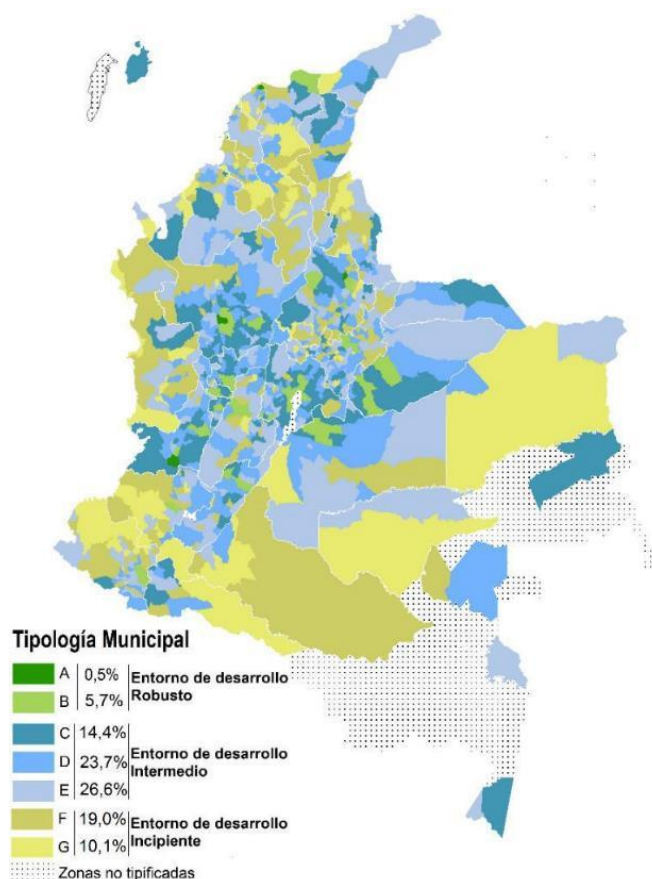 Tipología Municipal
A 0,5% Entorno de desarrollo
B 5,7% Robusto
C 14,4% Entorno de desarrollo
D 23,7% Intermedio
E 26,6%
F 19,0% Entorno de desarrollo
G 10,1% Incipiente
Zonas no tipificadas